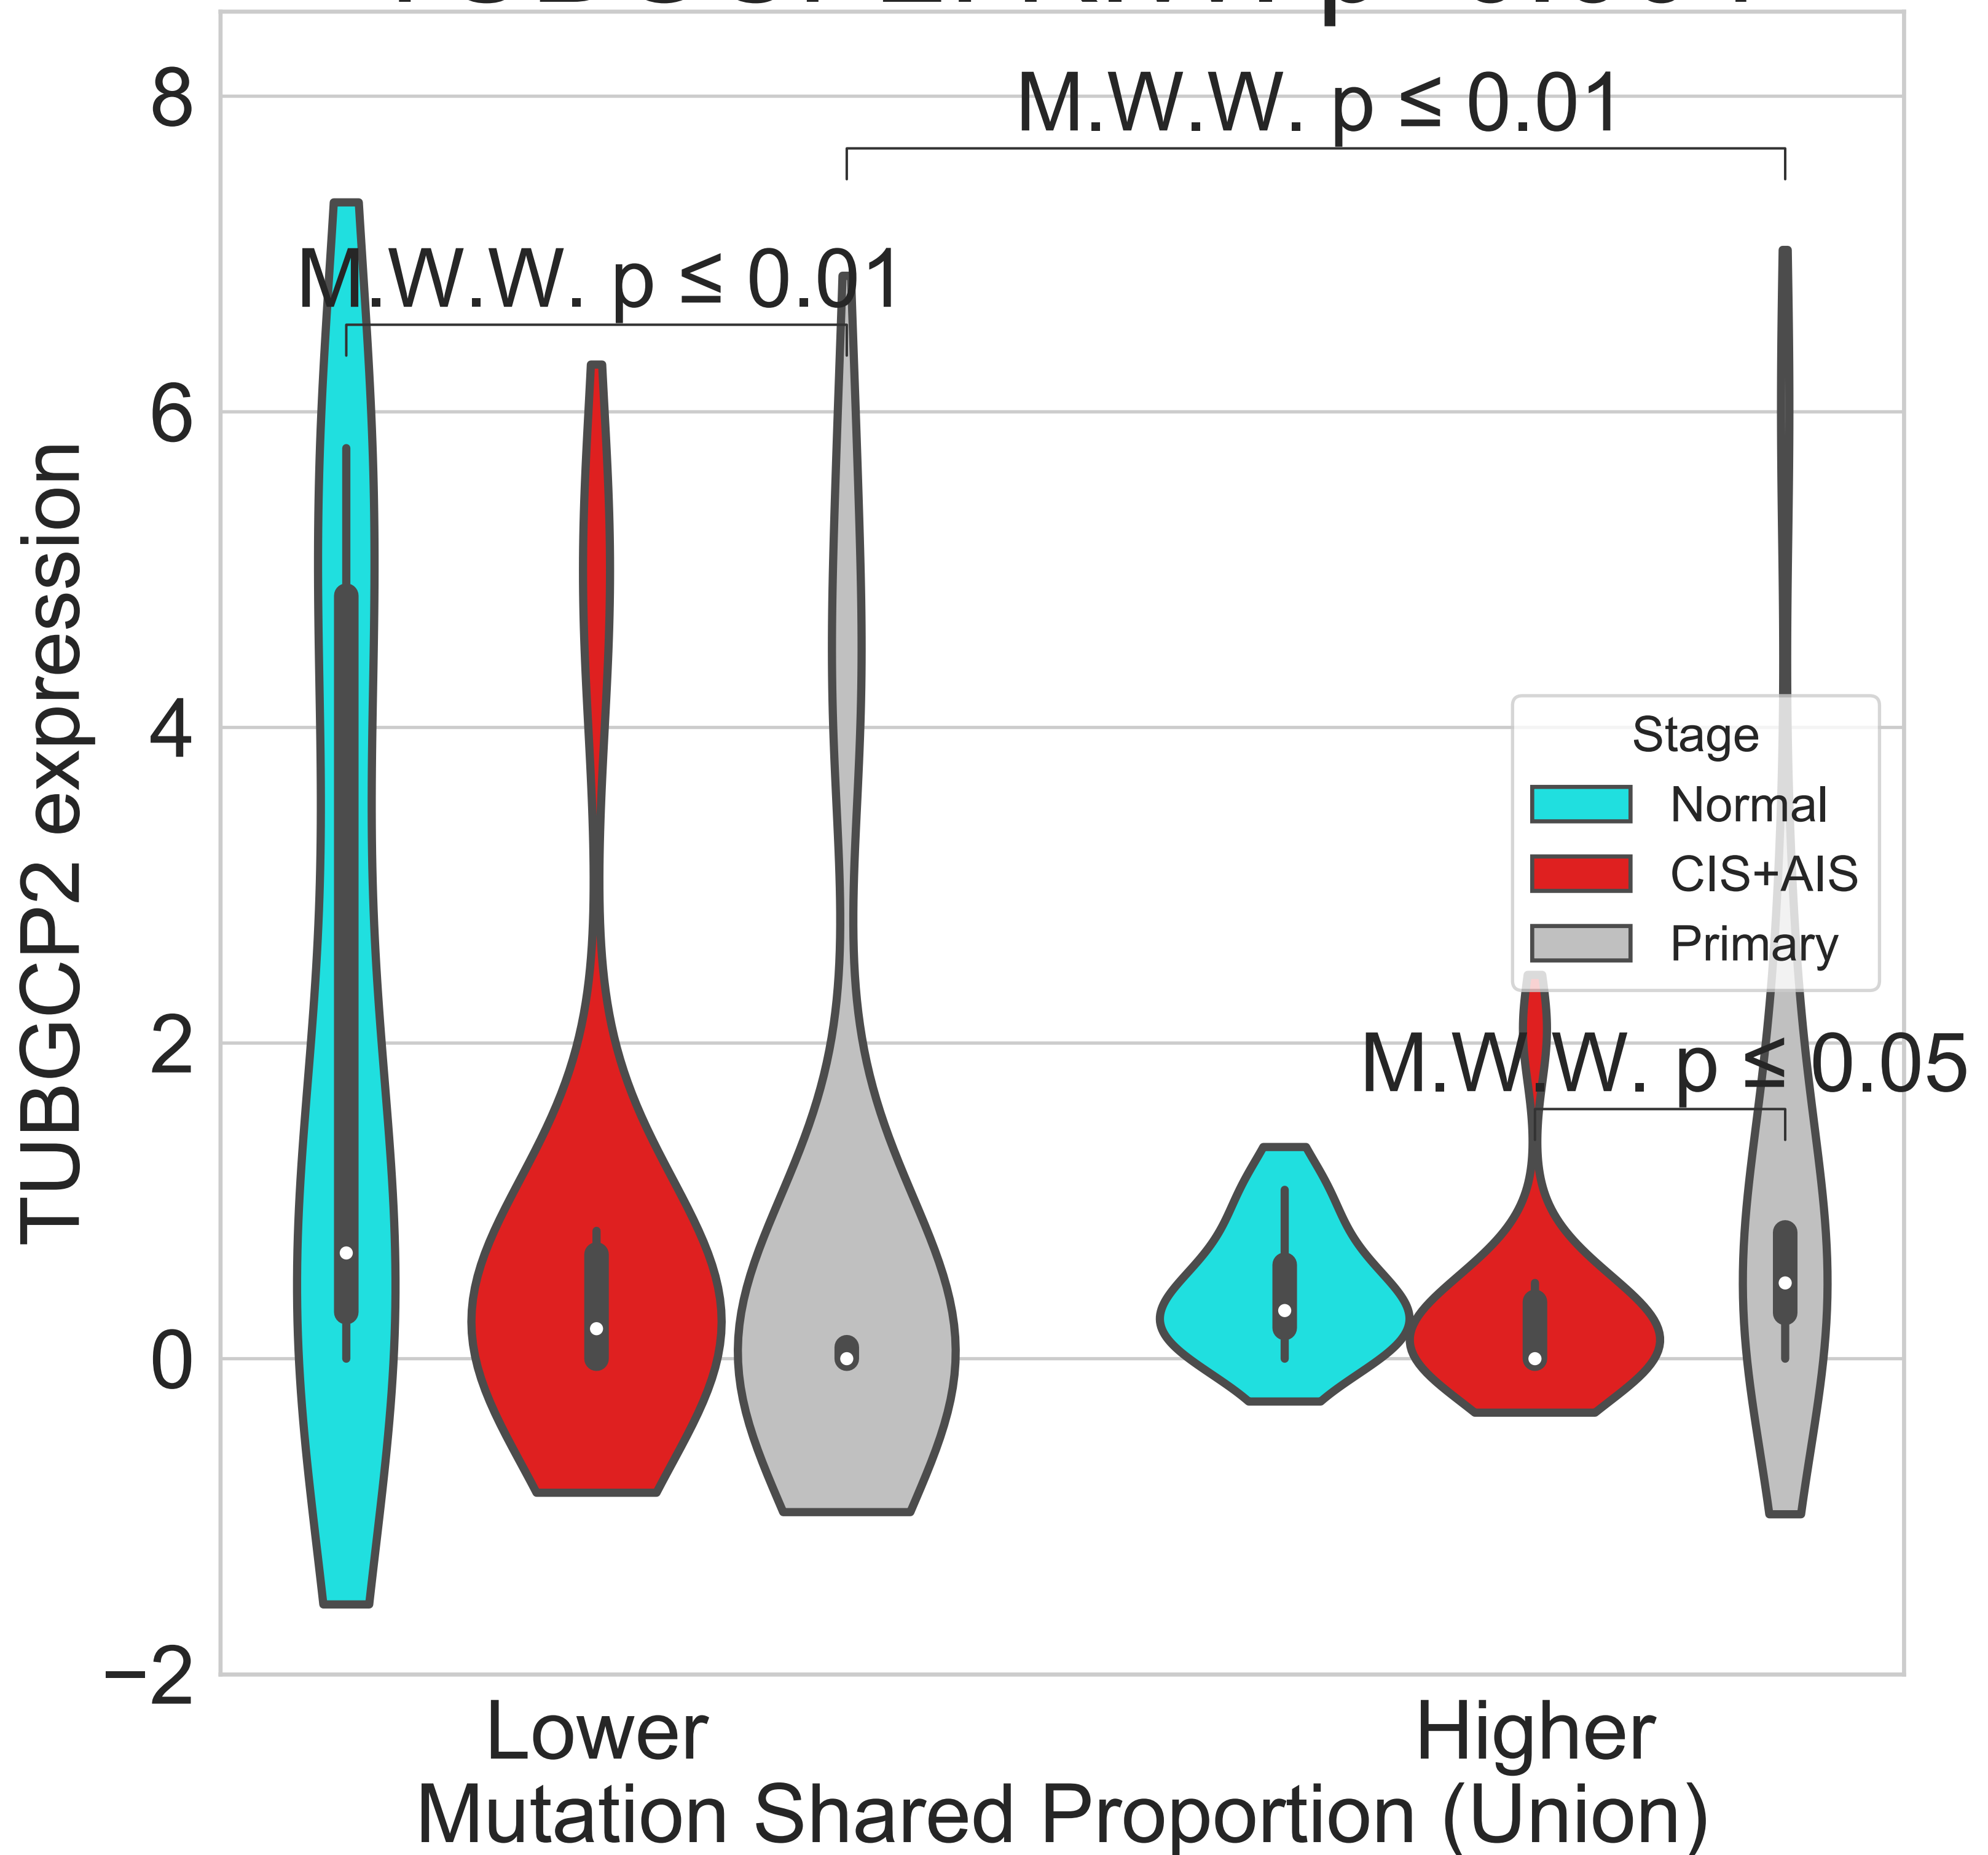 M.W.W. p ≤ 0.01
M.W.W. p ≤ 0.01
M.W.W. p ≤ 0.05
8
6
4
2
0
−2
TUBGCP2 expression
Stage
Normal
CIS+AIS
Primary
Lower
Higher
Mutation Shared Proportion (Union)